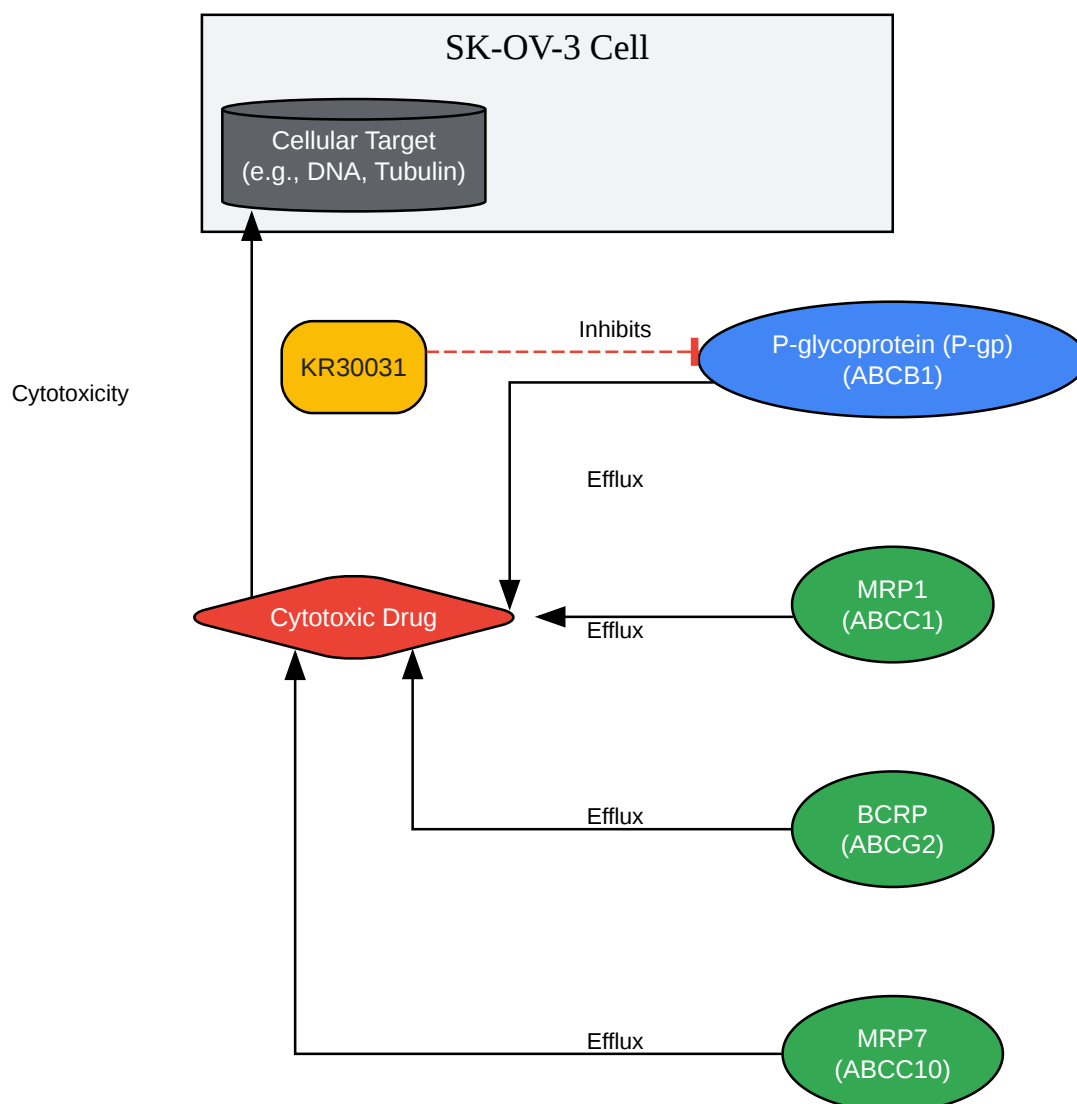 SK-OV-3 Cell
Cellular Target
(e.g., DNA, Tubulin)
Inhibits
P-glycoprotein (P-gp)
(ABCB1)
KR30031
Cytotoxicity
Efflux
MRP1
(ABCC1)
Cytotoxic Drug
Efflux
BCRP
(ABCG2)
Efflux
MRP7
(ABCC10)
Efflux